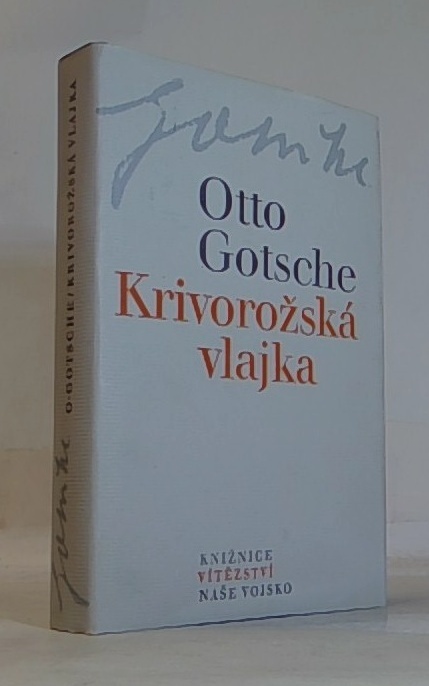 O·GOTSCHE/KRIVOROŽSKÁ VLAJKA
Otto
Gotsche
Krivorožská
vlajka
KNIŽNICE
VÍTĚZSTVÍ
NAŠE VOJSKO